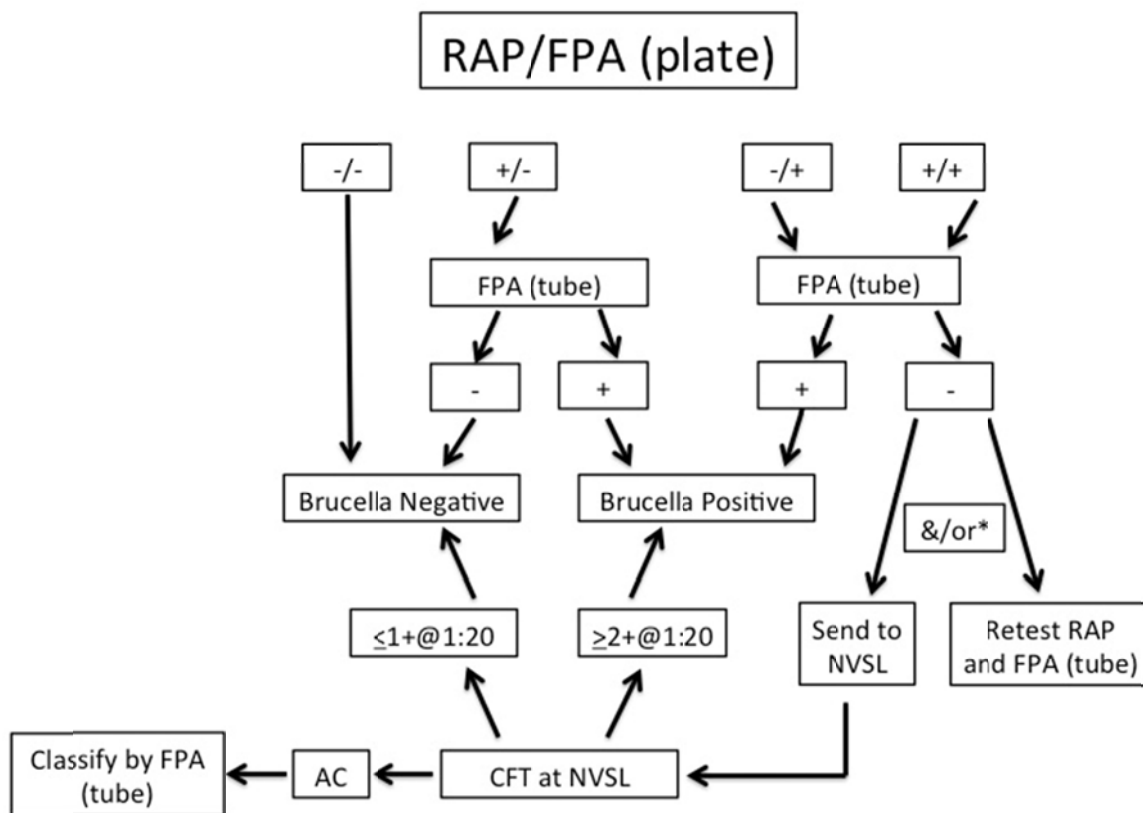 RAP/FPA (plate)
-/-
+/-
-/+
+/+
FPA (tube)
FPA (tube)
-
+
+
-
Brucella Negative
Brucella Positive
&/or*
≤1+@1:20
≥2+@1:20
Send to
NVSL
Retest RAP
and FPA (tube)
Classify by FPA
(tube)
AC
CFT at NVSL